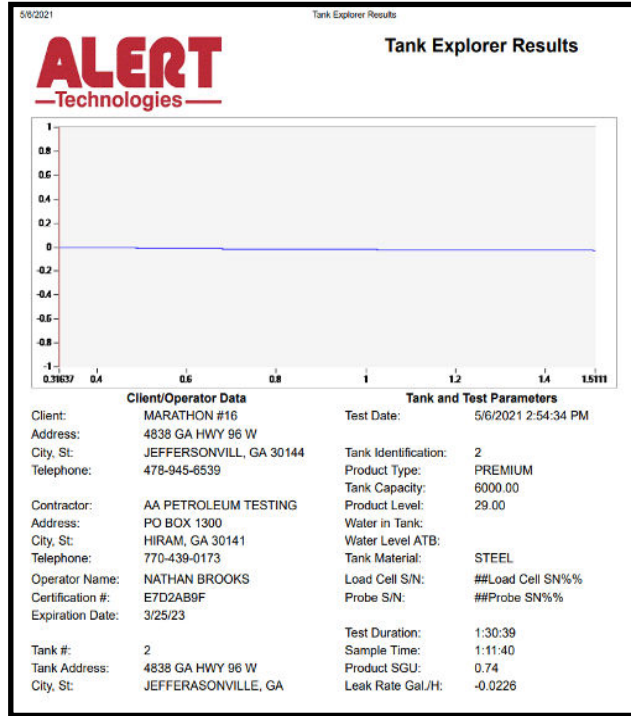 5/6/2021 Tank Explorer Results
ALERT
Technologies
Tank Explorer Results
1
0.8
0.6
0.4
0.2
0
-0.2
-0.4
-0.6
-0.8
-1
0.31637 0.4 0.6 0.8 1 1.2 1.4 1.5111
Client/Operator Data Tank and Test Parameters
Client: MARATHON #16 Test Date: 5/6/2021 2:54:34 PM
Address: 4838 GA HWY 96 W
City, St: JEFFERSONVILL, GA 30144 Tank Identification: 2
Telephone: 478-945-6539 Product Type: PREMIUM
Tank Capacity: 6000.00
Contractor: AA PETROLEUM TESTING Product Level: 29.00
Address: PO BOX 1300 Water in Tank:
City, St: HIRAM, GA 30141 Water Level ATB:
Telephone: 770-439-0173 Tank Material: STEEL
Operator Name: NATHAN BROOKS Load Cell S/N: ##Load Cell SN%%
Certification #: E7D2AB9F Probe S/N: ##Probe SN%%
Expiration Date: 3/25/23
Test Duration: 1:30:39
Tank #: 2 Sample Time: 1:11:40
Tank Address: 4838 GA HWY 96 W Product SGU: 0.74
City, St: JEFFERASONVILLE, GA Leak Rate Gal./H: -0.0226